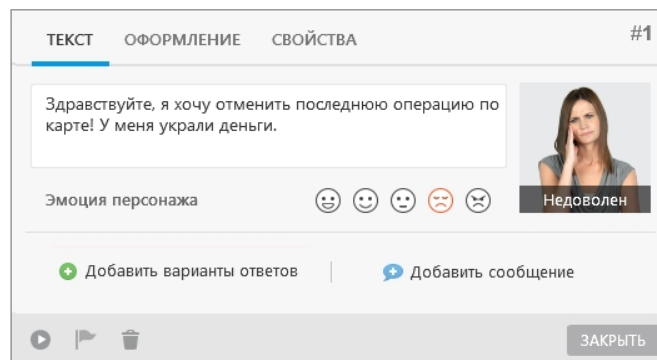 ТЕКСТ ОФОРМЛЕНИЕ СВОЙСТВА #1
Здравствуйте, я хочу отменить последнюю операцию по
карте! У меня украли деньги.
Эмоция персонажа
Недоволен
Добавить варианты ответов Добавить сообщение
ЗАКРЫТЬ